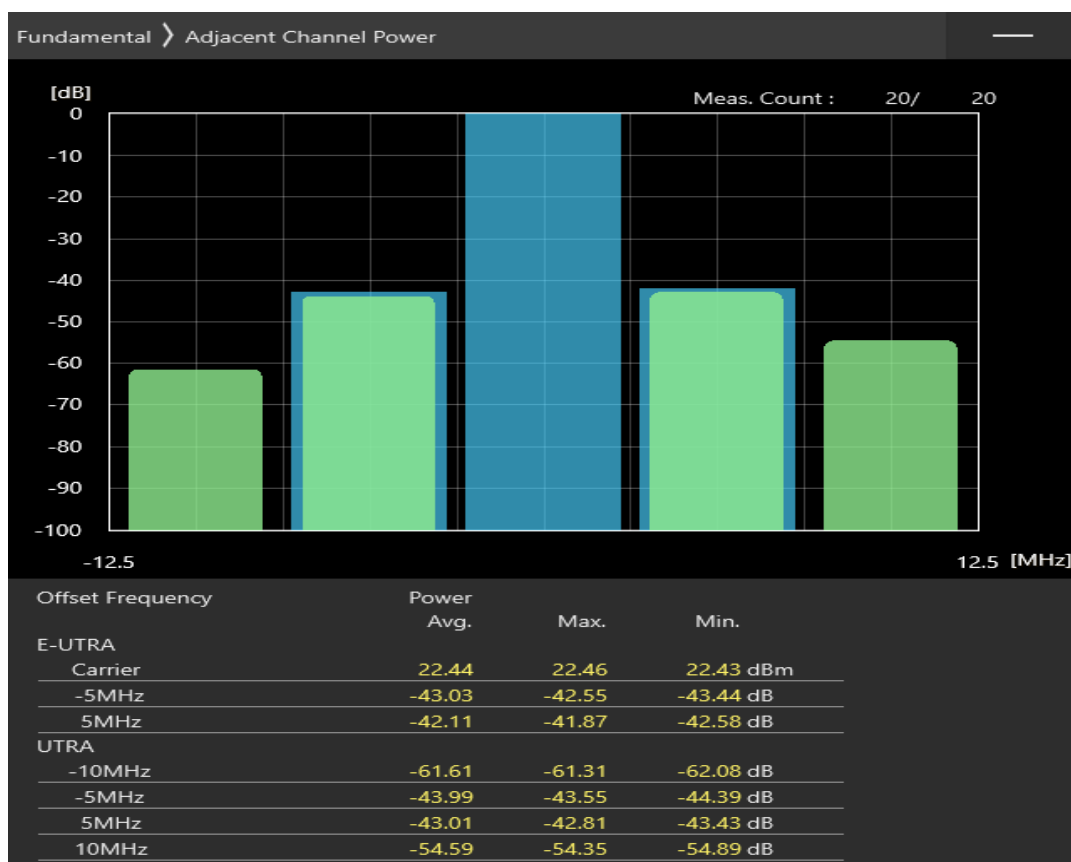 Fundamental ❯ Adjacent Channel Power
[dB]
Meas. Count : 20/ 20
0
-10
-20
-30
-40
-50
-60
-70
-80
-90
-100
-12.5 12.5 [MHz]
Offset Frequency Power
Avg. Max. Min.
E-UTRA
Carrier 22.44 22.46 22.43 dBm
-5MHz -43.03 -42.55 -43.44 dB
5MHz -42.11 -41.87 -42.58 dB
UTRA
-10MHz -61.61 -61.31 -62.08 dB
-5MHz -43.99 -43.55 -44.39 dB
5MHz -43.01 -42.81 -43.43 dB
10MHz -54.59 -54.35 -54.89 dB